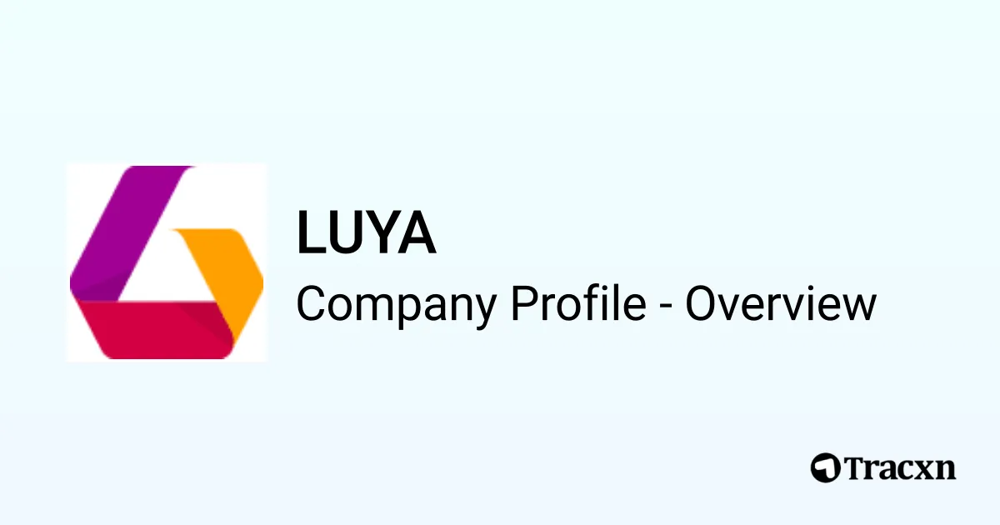 LUYA
Company Profile - Overview
Tracxn